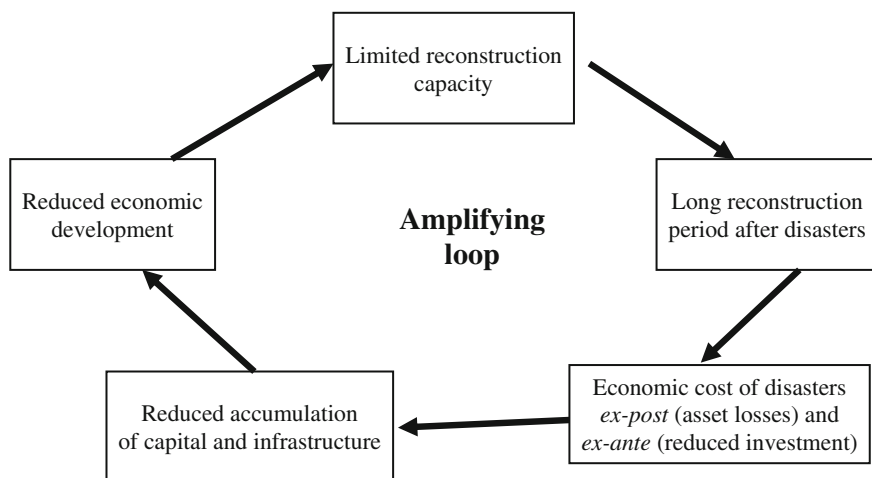 Limited reconstruction
capacity
Long reconstruction
period after disasters
Economic cost of disasters
ex-post (asset losses) and
ex-ante (reduced investment)
Reduced accumulation
of capital and infrastructure
Reduced economic
development
Amplifying
loop